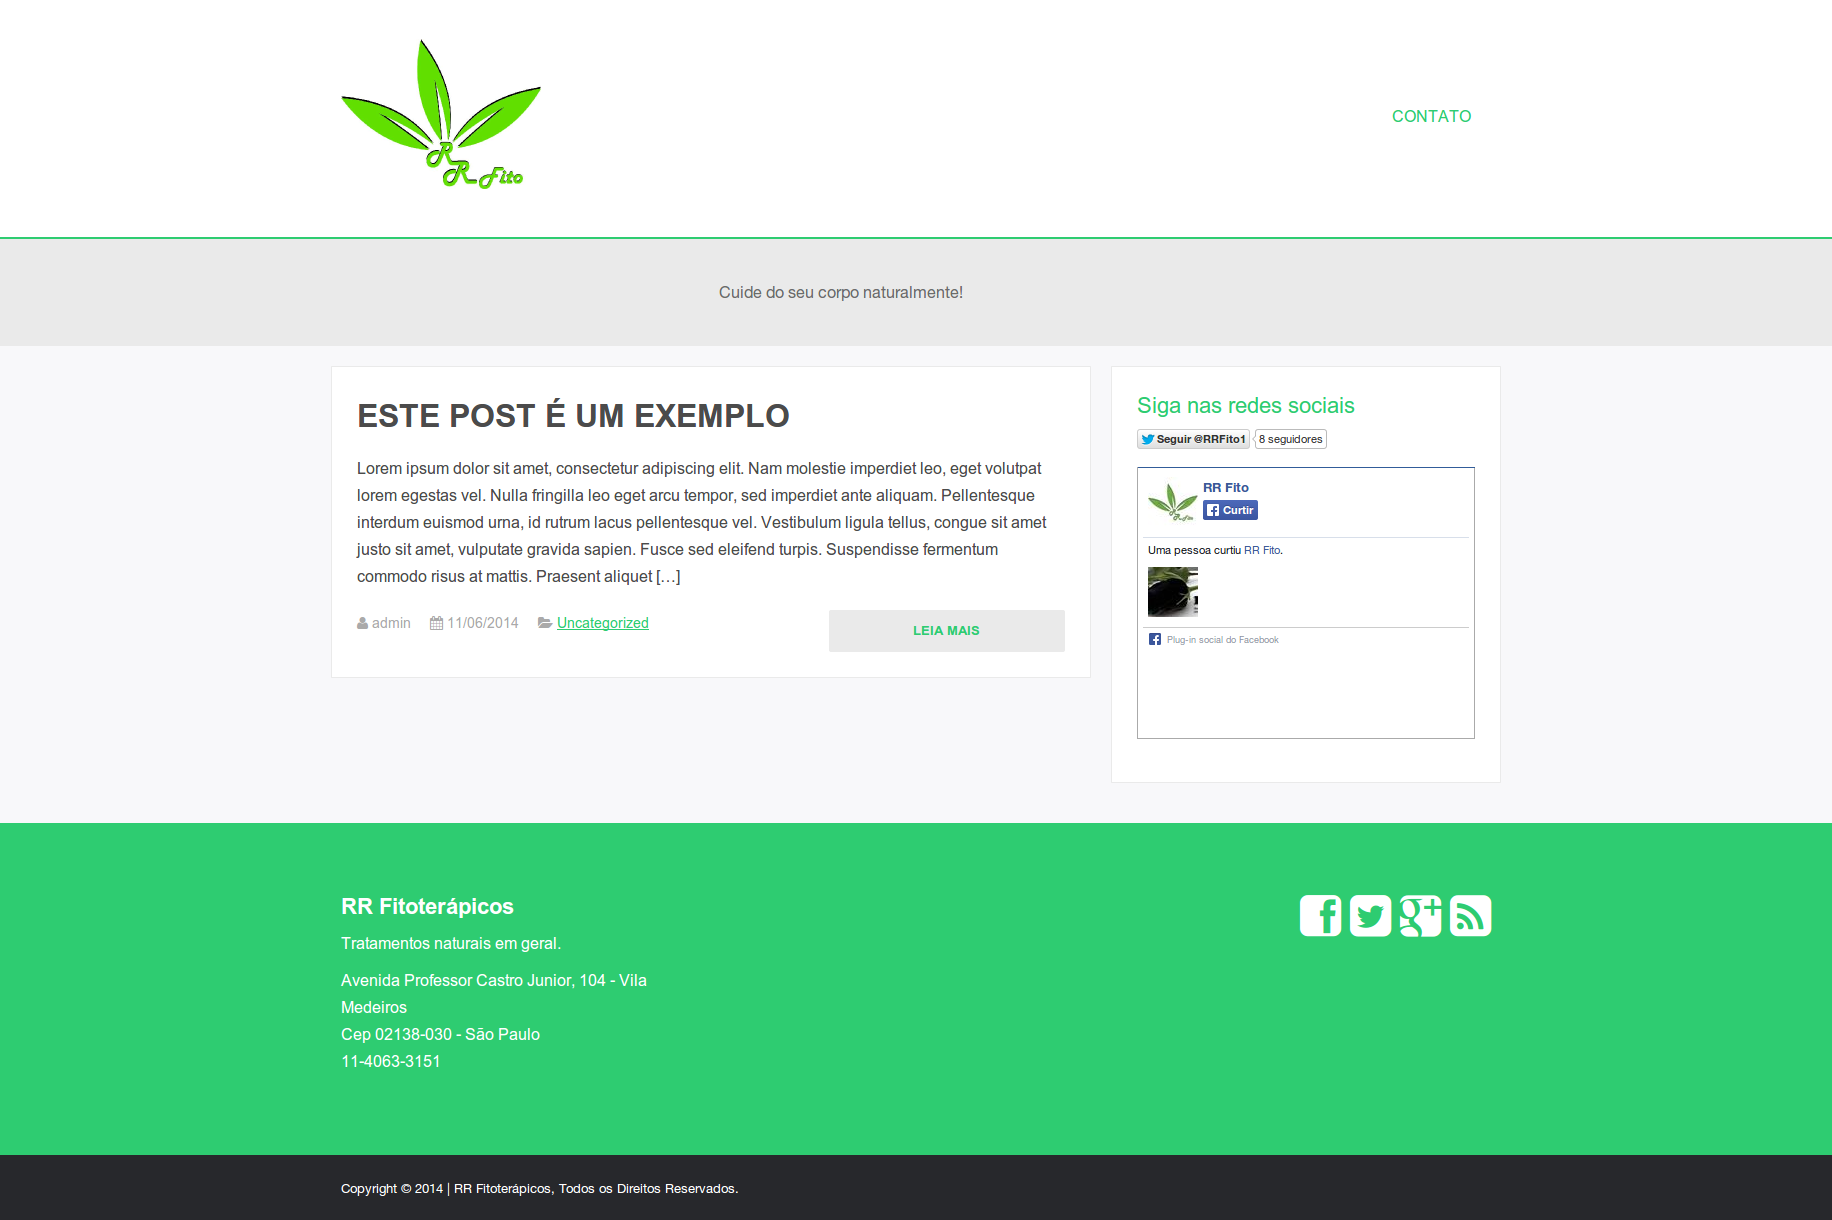 R
R Fito
CONTATO
Cuide do seu corpo naturalmente!
ESTE POST É UM EXEMPLO
Lorem ipsum dolor sit amet, consectetur adipiscing elit. Nam molestie imperdiet leo, eget volutpat
lorem egestas vel. Nulla fringilla leo eget arcu tempor, sed imperdiet ante aliquam. Pellentesque
interdum euismod urna, id rutrum lacus pellentesque vel. Vestibulum ligula tellus, congue sit amet
justo sit amet, vulputate gravida sapien. Fusce sed eleifend turpis. Suspendisse fermentum
commodo risus at mattis. Praesent aliquet […]
admin 11/06/2014 Uncategorized
LEIA MAIS
Siga nas redes sociais
Seguir @RRFito1 8 seguidores
RR Fito
Curtir
Uma pessoa curtiu RR Fito.
Plug-in social do Facebook
RR Fitoterápicos
Tratamentos naturais em geral.
Avenida Professor Castro Junior, 104 - Vila
Medeiros
Cep 02138-030 - São Paulo
11-4063-3151
Copyright © 2014 | RR Fitoterápicos, Todos os Direitos Reservados.